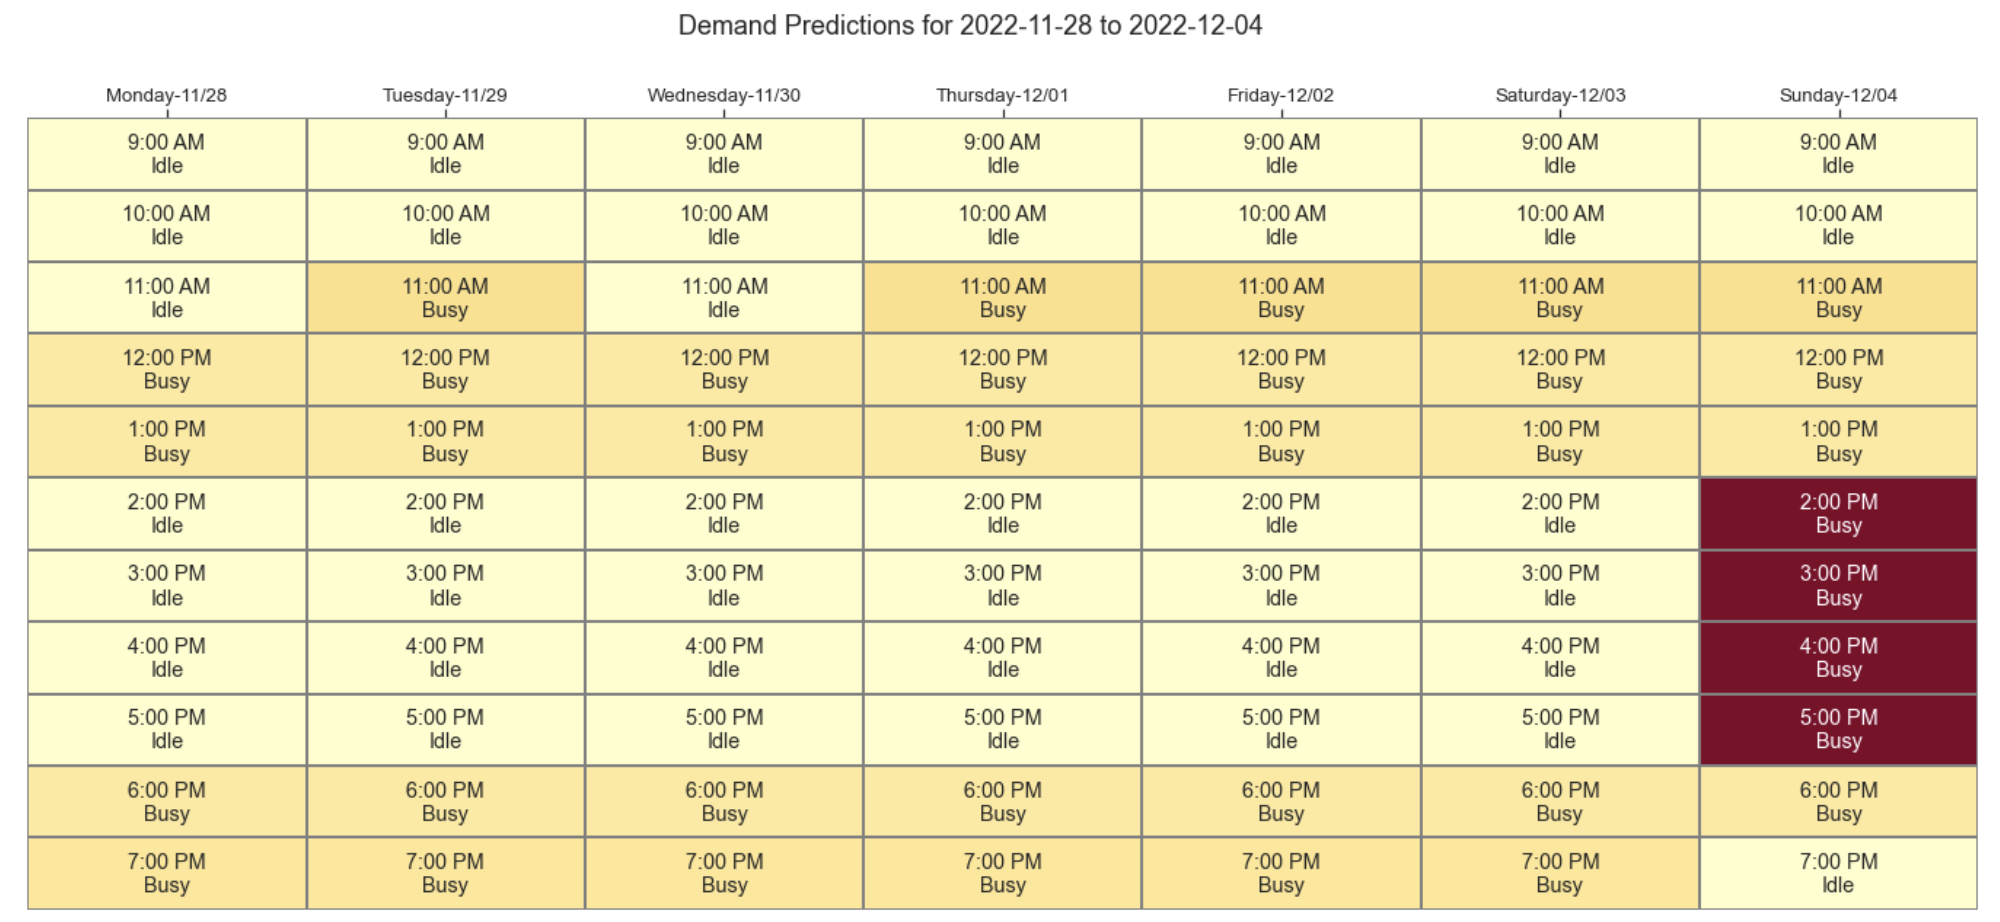 Demand Predictions for 2022-11-28 to 2022-12-04
Monday-11/28 Tuesday-11/29 Wednesday-11/30 Thursday-12/01 Friday-12/02 Saturday-12/03 Sunday-12/04
9:00 AM 9:00 AM 9:00 AM 9:00 AM 9:00 AM 9:00 AM 9:00 AM
Idle Idle Idle Idle Idle Idle Idle
10:00 AM 10:00 AM 10:00 AM 10:00 AM 10:00 AM 10:00 AM 10:00 AM
Idle Idle Idle Idle Idle Idle Idle
11:00 AM 11:00 AM 11:00 AM 11:00 AM 11:00 AM 11:00 AM 11:00 AM
Idle Busy Idle Busy Busy Busy Busy
12:00 PM 12:00 PM 12:00 PM 12:00 PM 12:00 PM 12:00 PM 12:00 PM
Busy Busy Busy Busy Busy Busy Busy
1:00 PM 1:00 PM 1:00 PM 1:00 PM 1:00 PM 1:00 PM 1:00 PM
Busy Busy Busy Busy Busy Busy Busy
2:00 PM 2:00 PM 2:00 PM 2:00 PM 2:00 PM 2:00 PM 2:00 PM
Idle Idle Idle Idle Idle Idle Busy
3:00 PM 3:00 PM 3:00 PM 3:00 PM 3:00 PM 3:00 PM 3:00 PM
Idle Idle Idle Idle Idle Idle Busy
4:00 PM 4:00 PM 4:00 PM 4:00 PM 4:00 PM 4:00 PM 4:00 PM
Idle Idle Idle Idle Idle Idle Busy
5:00 PM 5:00 PM 5:00 PM 5:00 PM 5:00 PM 5:00 PM 5:00 PM
Idle Idle Idle Idle Idle Idle Busy
6:00 PM 6:00 PM 6:00 PM 6:00 PM 6:00 PM 6:00 PM 6:00 PM
Busy Busy Busy Busy Busy Busy Busy
7:00 PM 7:00 PM 7:00 PM 7:00 PM 7:00 PM 7:00 PM 7:00 PM
Busy Busy Busy Busy Busy Busy Idle